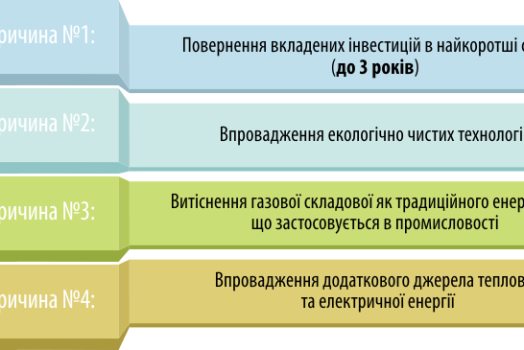 ричина №1:
Повернення вкладених інвестицій в найкоротші
(до 3 років)
ричина №2:
Впровадження екологічно чистих технологі
ричина №3:
Витіснення газової складової як традиційного енер
що застосовується в промисловості
ричина №4:
Впровадження додаткового джерела теплов
та електричної енергії